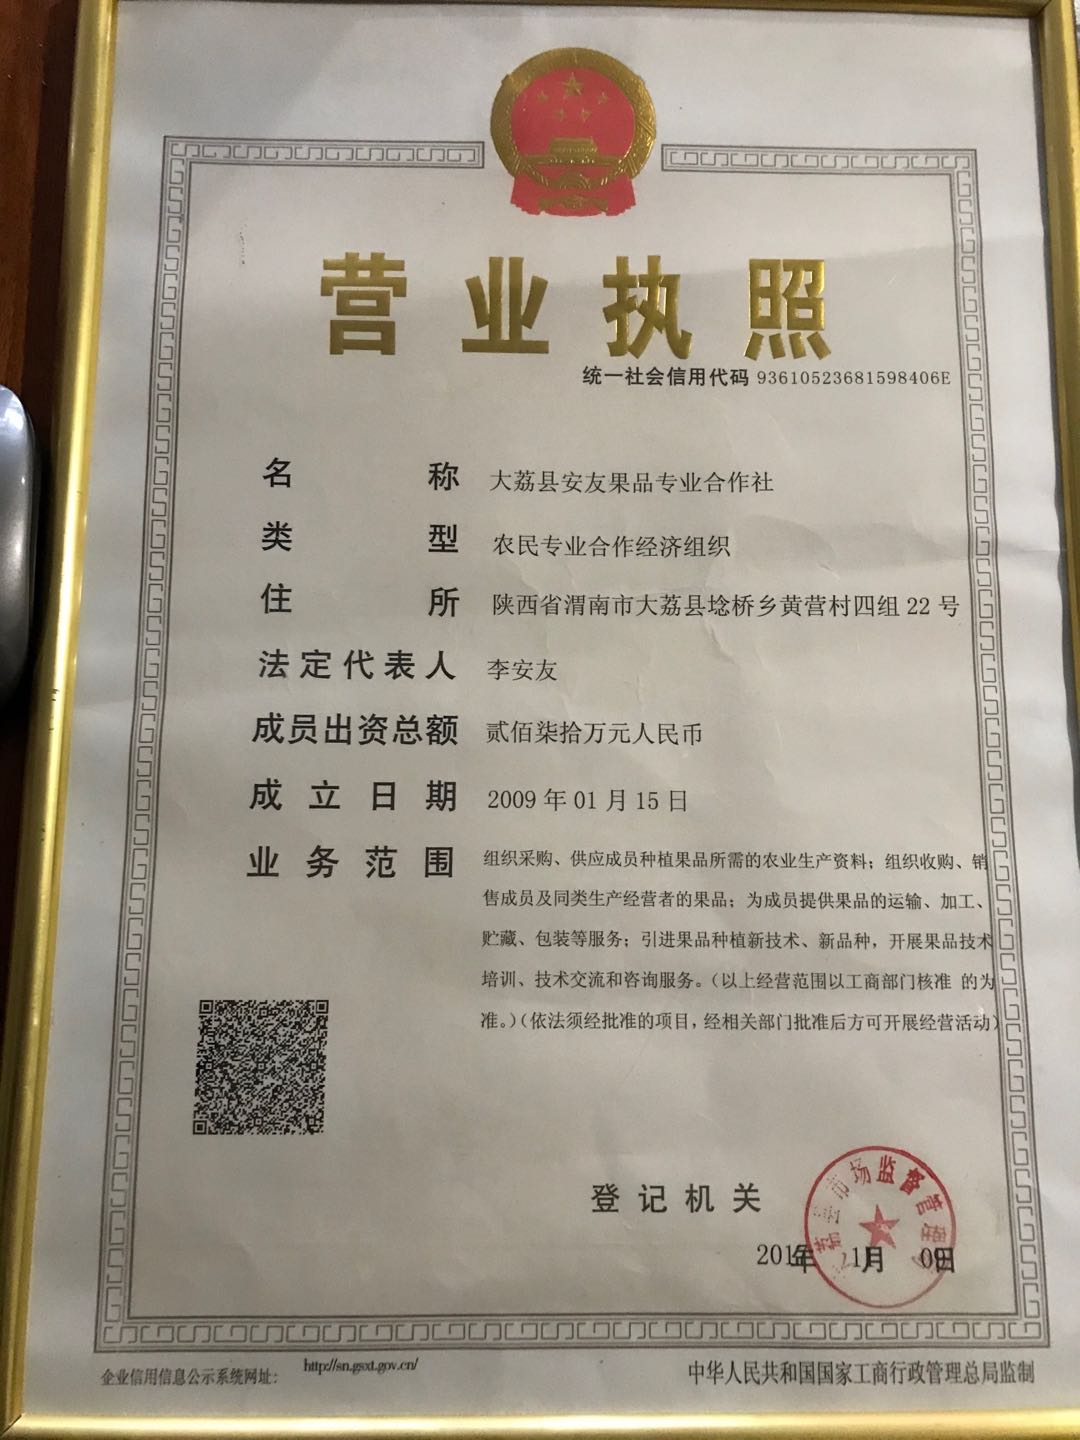 营业执照
统一社会信用代码 93610523681598406E
名称 大荔县安友果品专业合作社
类型 农民专业合作经济组织
住所 陕西省渭南市大荔县埝桥乡黄营村四组 22 号
法定代表人 李安友
成员出资总额 贰佰柒拾万元人民币
成立日期 2009 年 01 月 15 日
业务范围 组织采购、供应成员种植果品所需的农业生产资料；组织收购、销
售成员及同类生产经营者的果品；为成员提供果品的运输、加工、
贮藏、包装等服务；引进果品种植新技术、新品种，开展果品技术
培训、技术交流和咨询服务。（以上经营范围以工商部门核准 的为
准。）（依法须经批准的项目，经相关部门批准后方可开展经营活动）
荔县市场监督管理
登记机关
年 月 日
企业信用信息公示系统网址：
http://sn.gsxt.gov.cn/
中华人民共和国国家工商行政管理总局监制